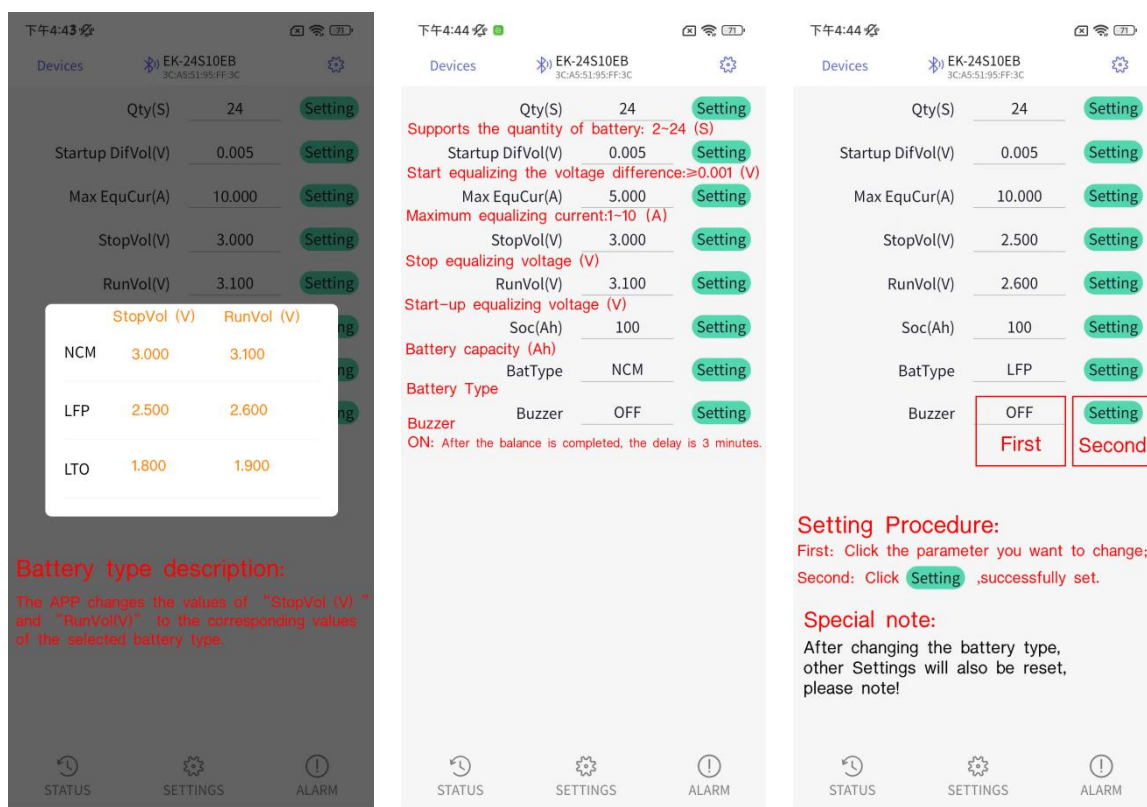 下午4:43
71
Devices
EK-24S10EB
3C:A5:51:95:FF:3C
Qty(S) 24 Setting
Startup DifVol(V) 0.005 Setting
Max EquCur(A) 10.000 Setting
StopVol(V) 3.000 Setting
RunVol(V) 3.100 Setting
StopVol (V) RunVol (V)
ng
NCM 3.000 3.100
ng
LFP 2.500 2.600
ng
LTO 1.800 1.900
Battery type description:
The APP changes the values of “StopVol (V) ”
and “RunVol(V)” to the corresponding values
of the selected battery type.
STATUS SETTINGS ALARM
下午4:44
71
Devices
EK-24S10EB
3C:A5:51:95:FF:3C
Qty(S) 24 Setting
Supports the quantity of battery: 2~24 (S)
Startup DifVol(V) 0.005 Setting
Start equalizing the voltage difference:≥0.001 (V)
Max EquCur(A) 5.000 Setting
Maximum equalizing current:1~10 (A)
StopVol(V) 3.000 Setting
Stop equalizing voltage (V)
RunVol(V) 3.100 Setting
Start-up equalizing voltage (V)
Soc(Ah) 100 Setting
Battery capacity (Ah)
BatType NCM Setting
Battery Type
Buzzer OFF Setting
Buzzer
ON: After the balance is completed, the delay is 3 minutes.
STATUS SETTINGS ALARM
下午4:44
71
Devices
EK-24S10EB
3C:A5:51:95:FF:3C
Qty(S) 24 Setting
Startup DifVol(V) 0.005 Setting
Max EquCur(A) 10.000 Setting
StopVol(V) 2.500 Setting
RunVol(V) 2.600 Setting
Soc(Ah) 100 Setting
BatType LFP Setting
Buzzer OFF Setting
First Second
Setting Procedure:
First: Click the parameter you want to change;
Second: Click Setting ,successfully set.
Special note:
After changing the battery type,
other Settings will also be reset,
please note!
STATUS SETTINGS ALARM